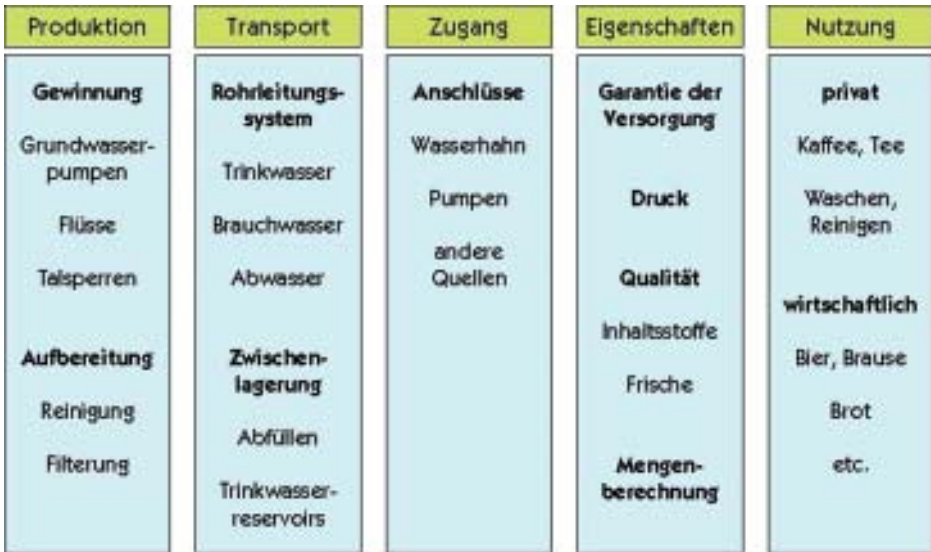 Produktion
Gewinnung
Grundwasser-
pumpen
Flüsse
Talsperren
Aufbereitung
Reinigung
Filterung
Transport
Rohrleitungs-
system
Trinkwasser
Brauchwasser
Abwasser
Zwischen-
lagerung
Abfüllen
Trinkwasser-
reservoirs
Zugang
Anschlüsse
Wasserhahn
Pumpen
andere
Quellen
Eigenschaften
Garantie der
Versorgung
Druck
Qualität
Inhaltsstoffe
Frische
Mengen-
berechnung
Nutzung
privat
Kaffee, Tee
Waschen,
Reinigen
wirtschaftlich
Bier, Brause
Brot
etc.